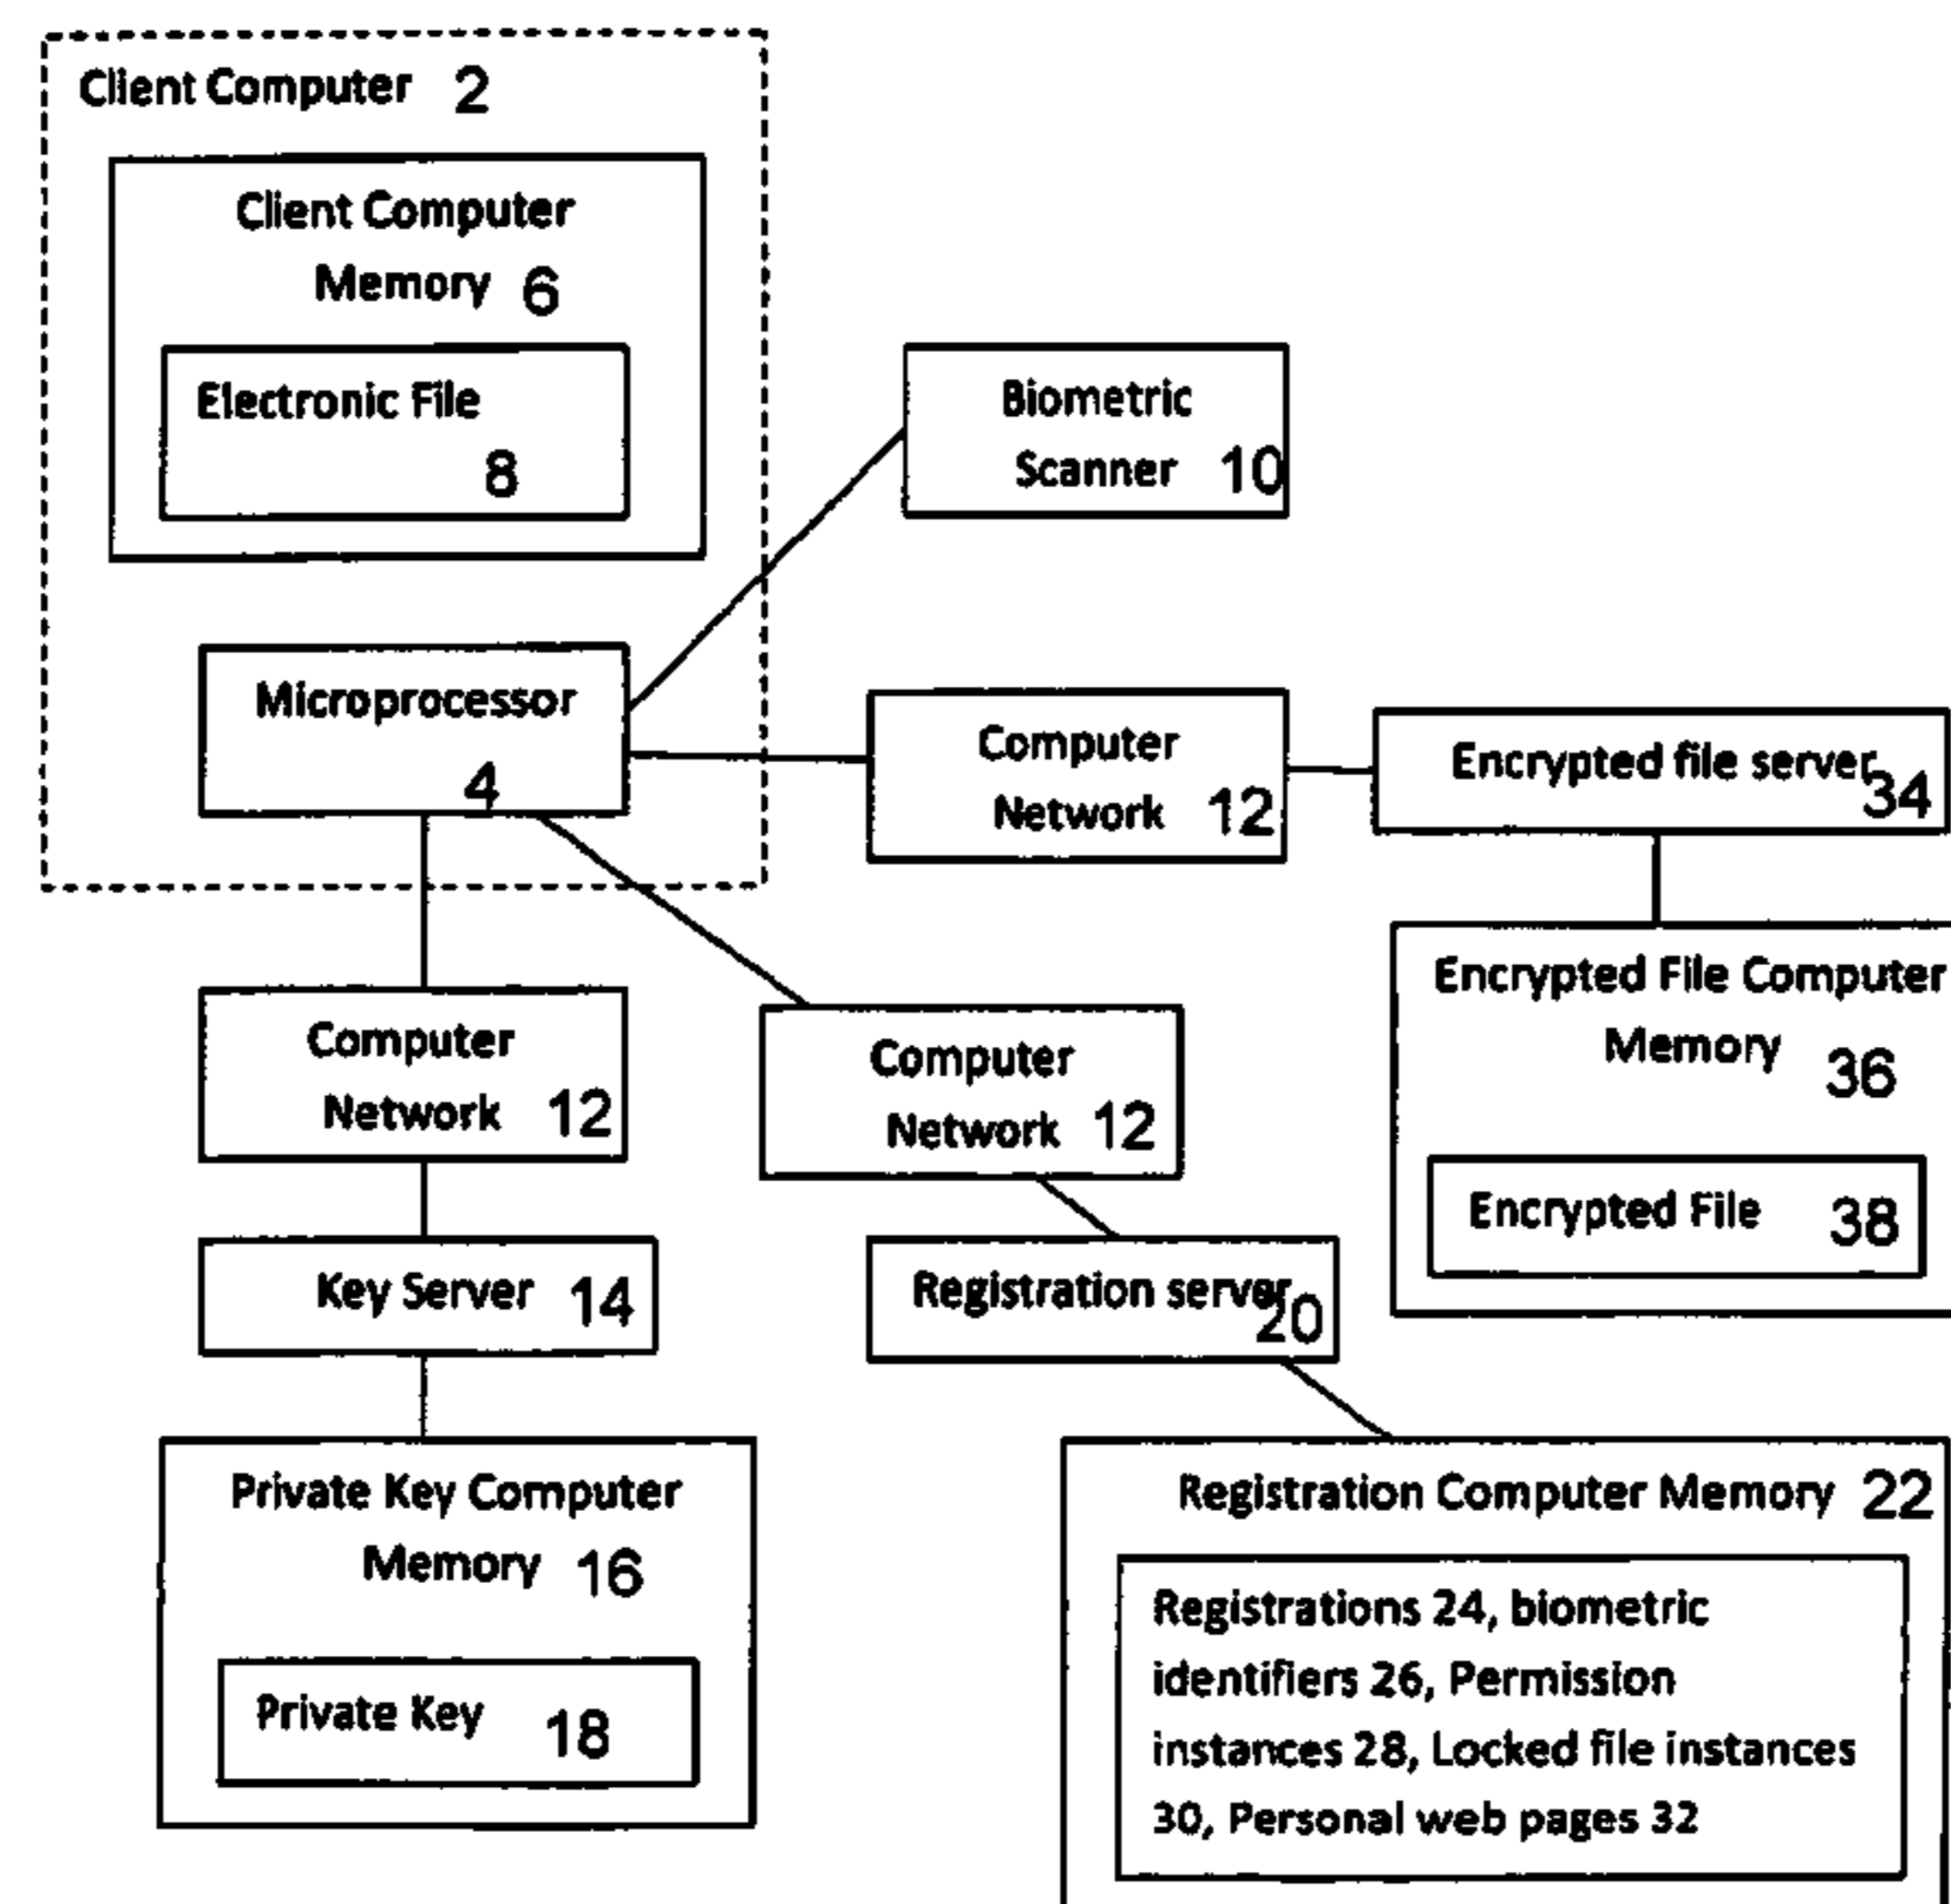 Client Computer 2
Client Computer
Memory 6
Electronic File
8
Biometric
Scanner 10
Microprocessor
4
Computer
Network 12
Encrypted file server
34
Encrypted File Computer
Memory 36
Encrypted File 38
Computer
Network 12
Computer
Network 12
Key Server 14
Registration server
20
Private Key Computer
Memory 16
Private Key 18
Registration Computer Memory 22
Registrations 24, biometric
identifiers 26, Permission
instances 28, Locked file instances
30, Personal web pages 32